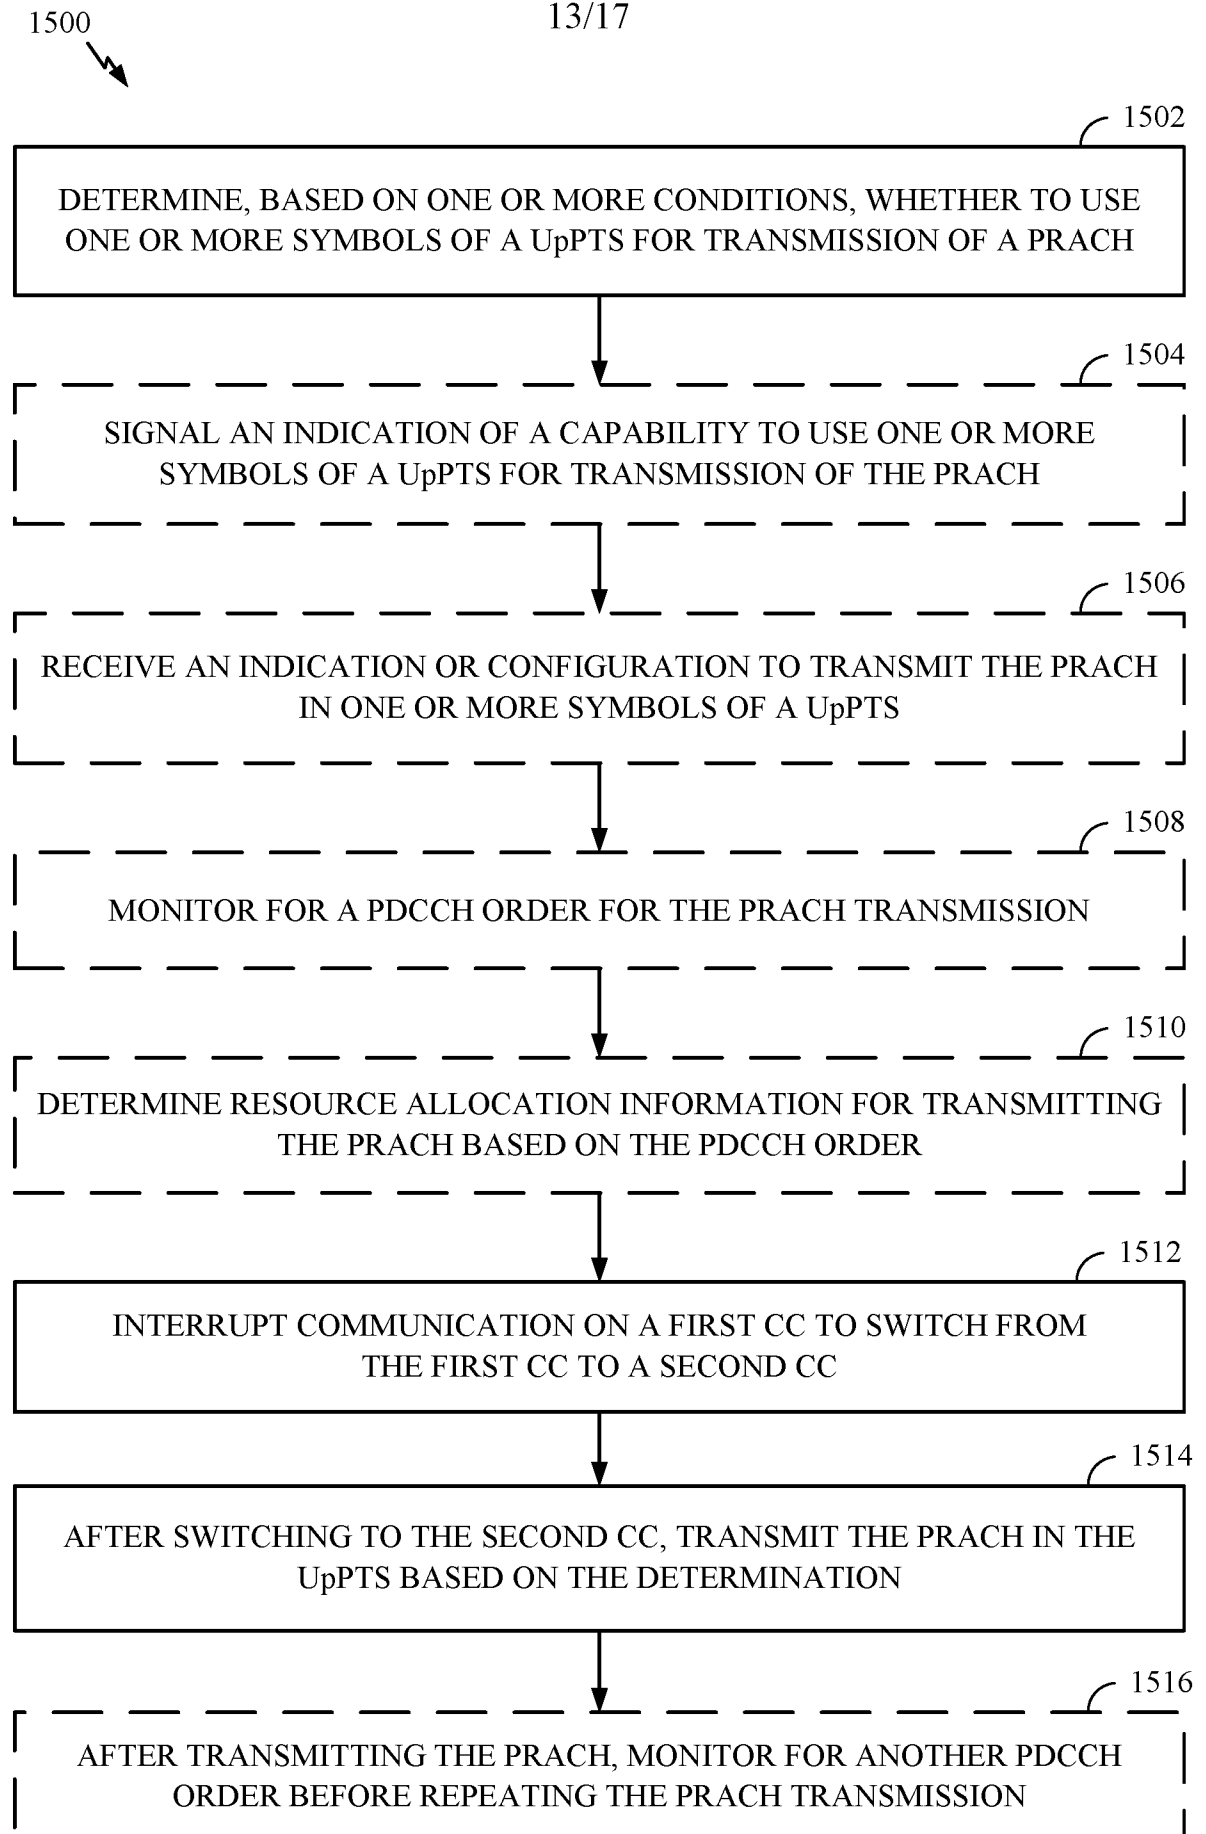 13/17
1500
1502
DETERMINE, BASED ON ONE OR MORE CONDITIONS, WHETHER TO USE
ONE OR MORE SYMBOLS OF A UpPTS FOR TRANSMISSION OF A PRACH
1504
SIGNAL AN INDICATION OF A CAPABILITY TO USE ONE OR MORE
SYMBOLS OF A UpPTS FOR TRANSMISSION OF THE PRACH
1506
RECEIVE AN INDICATION OR CONFIGURATION TO TRANSMIT THE PRACH
IN ONE OR MORE SYMBOLS OF A UpPTS
1508
MONITOR FOR A PDCCH ORDER FOR THE PRACH TRANSMISSION
1510
DETERMINE RESOURCE ALLOCATION INFORMATION FOR TRANSMITTING
THE PRACH BASED ON THE PDCCH ORDER
1512
INTERRUPT COMMUNICATION ON A FIRST CC TO SWITCH FROM
THE FIRST CC TO A SECOND CC
1514
AFTER SWITCHING TO THE SECOND CC, TRANSMIT THE PRACH IN THE
UpPTS BASED ON THE DETERMINATION
1516
AFTER TRANSMITTING THE PRACH, MONITOR FOR ANOTHER PDCCH
ORDER BEFORE REPEATING THE PRACH TRANSMISSION